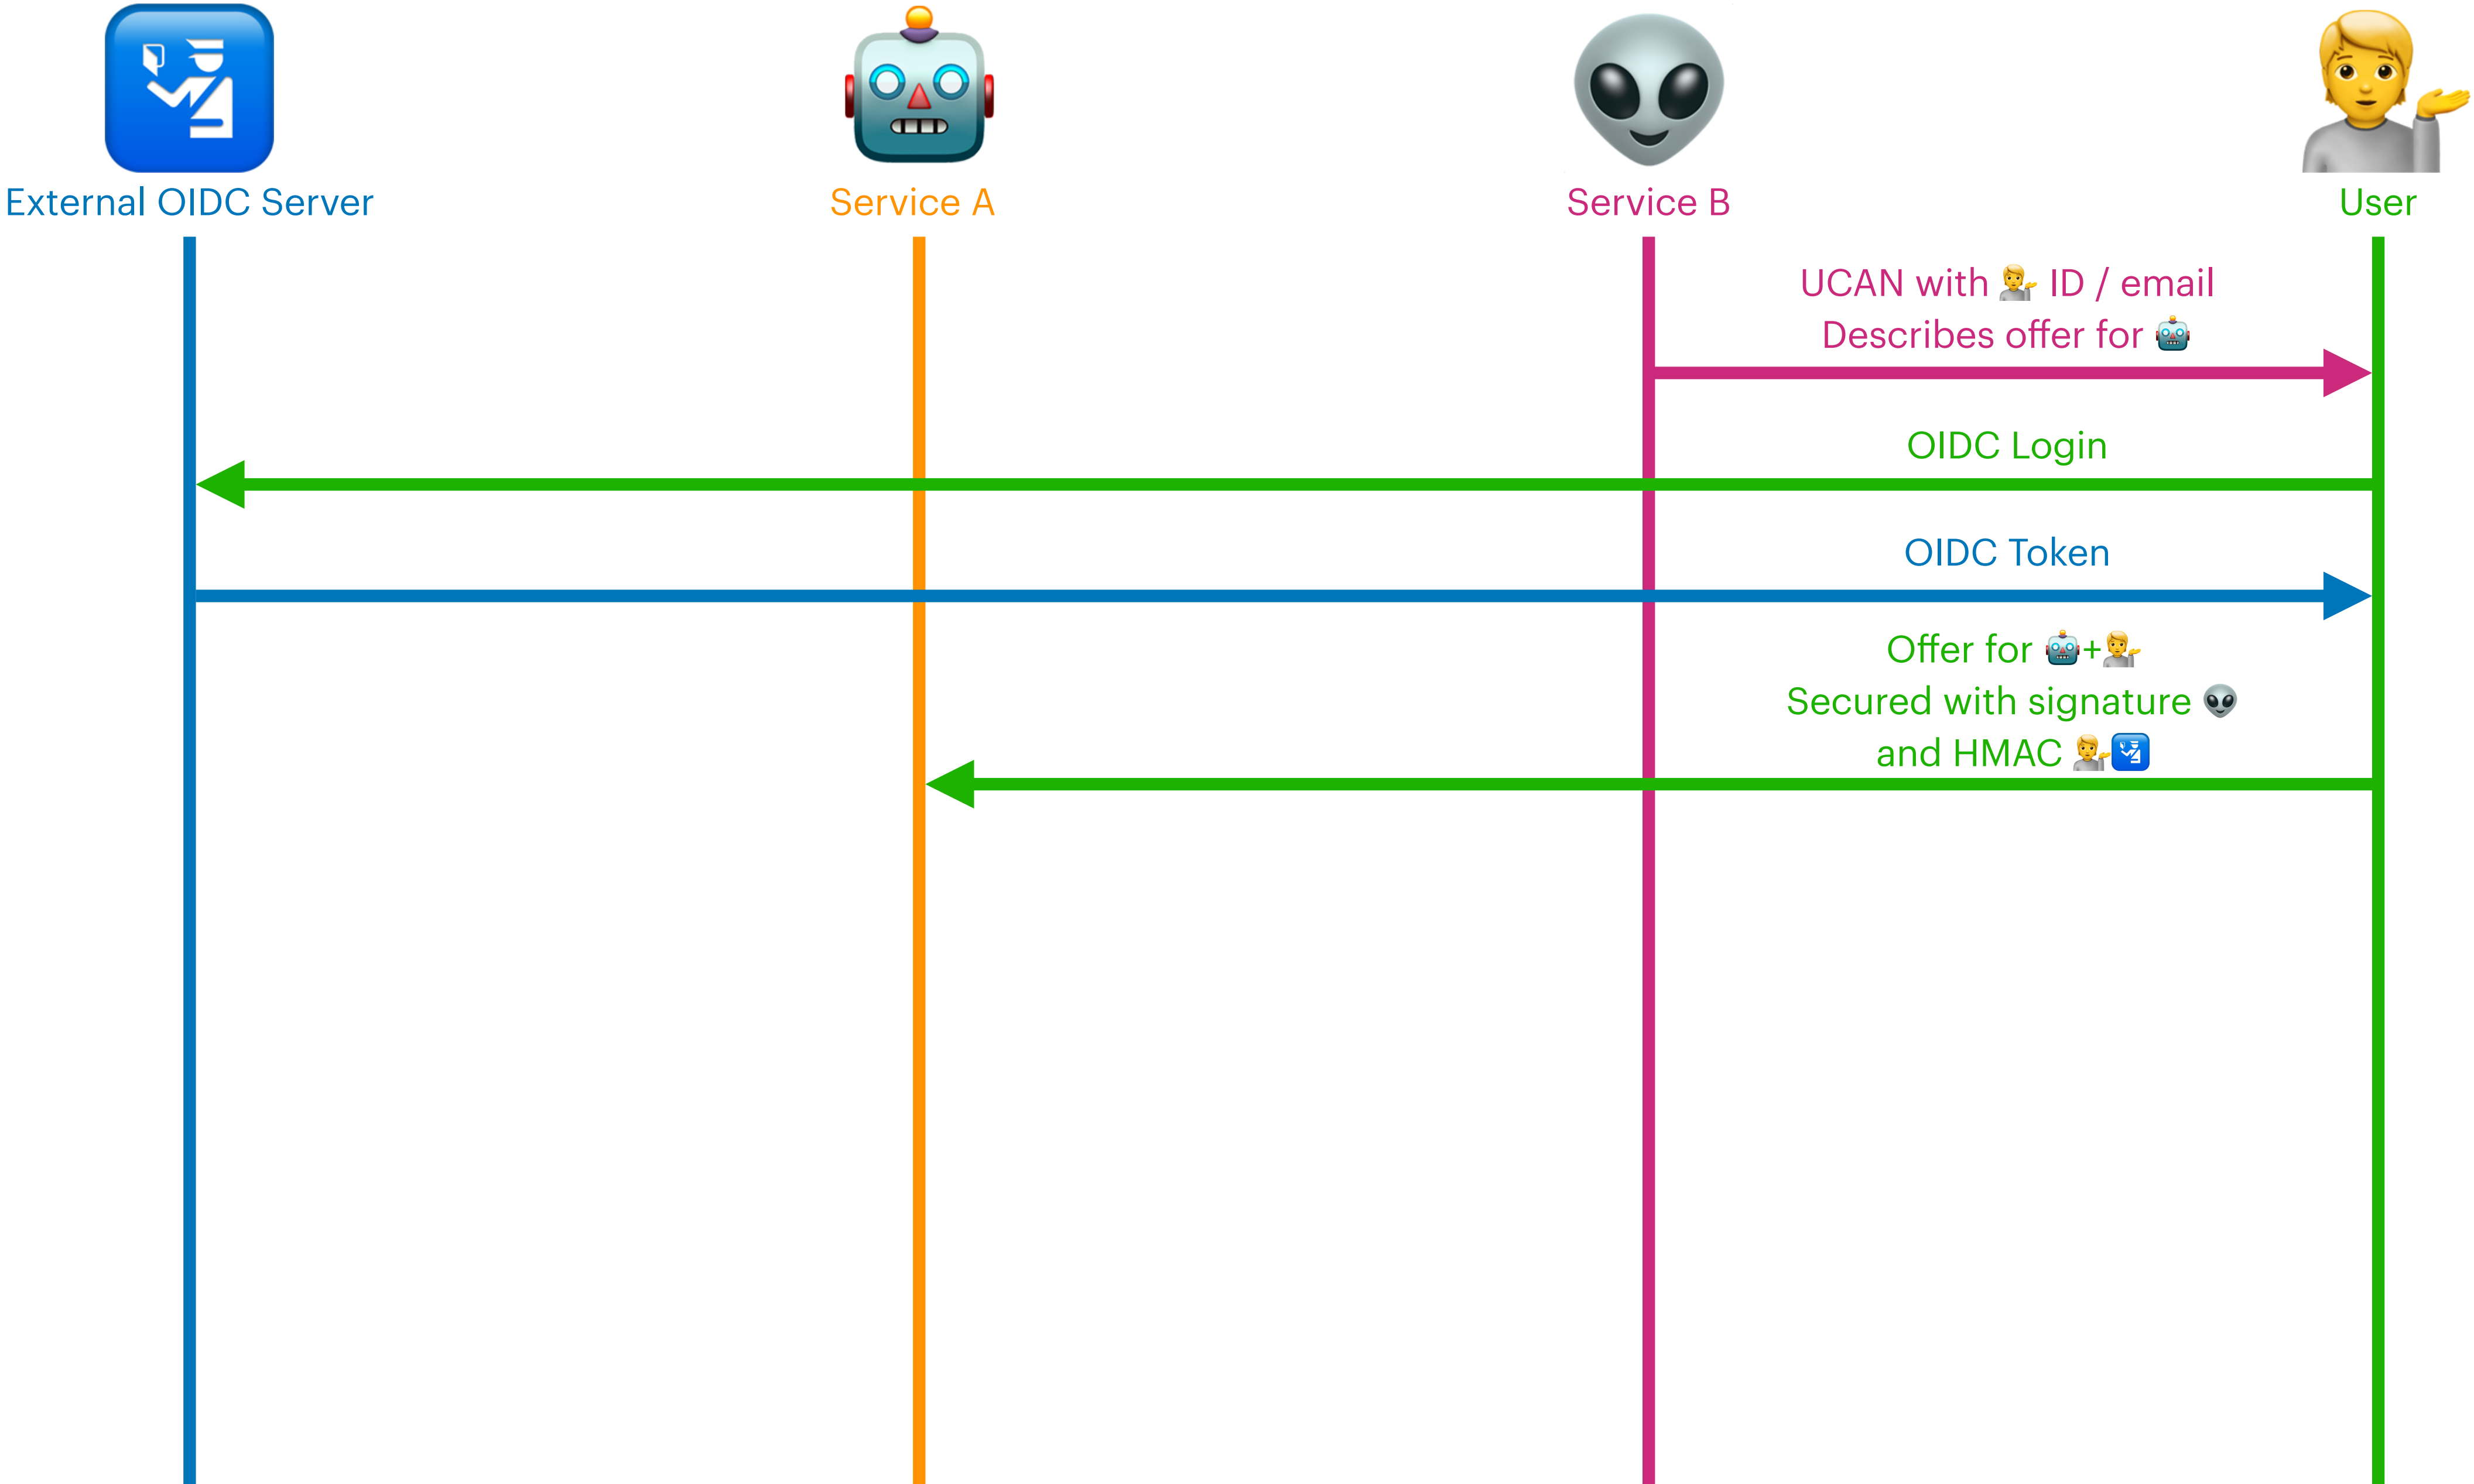 External OIDC Server
Service A
Service B
User
UCAN with 💁 ID / email
Describes offer for 🤖
OIDC Login
OIDC Token
Offer for 🤖+💁
Secured with signature 👽
and HMAC 💁🛂